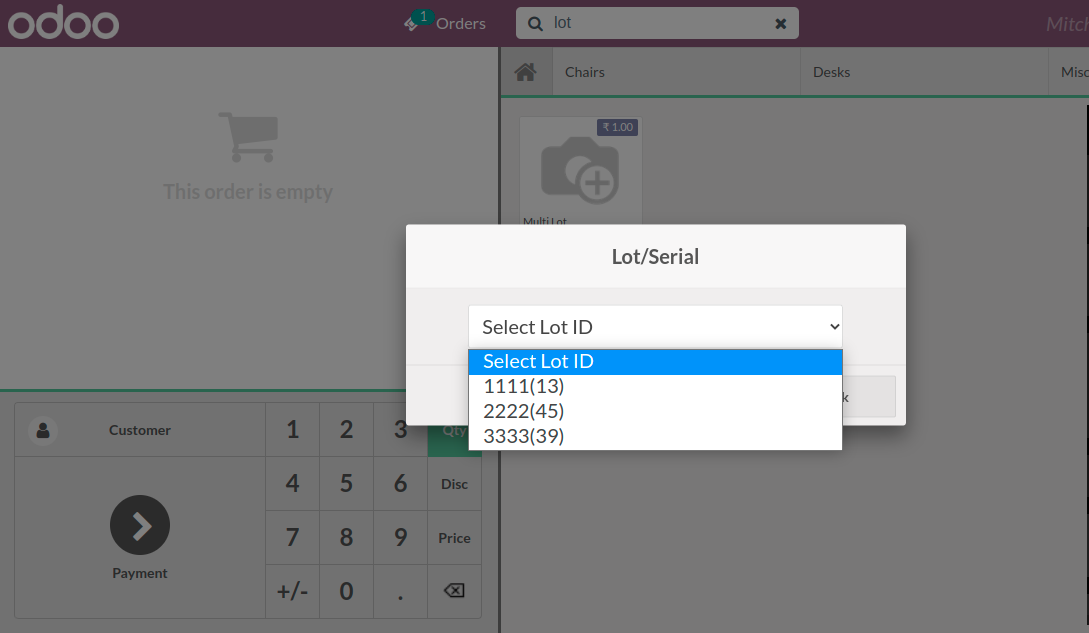 odoo
1
Orders
lot
Mitch
Chairs
Desks
Misc
₹ 1.00
This order is empty
Multi Lot
Lot/Serial
Select Lot ID
Select Lot ID
1111(13)
2222(45)
3333(39)
k
Customer
1 2 3 Qty
4 5 6 Disc
7 8 9 Price
+/- 0 .
Payment